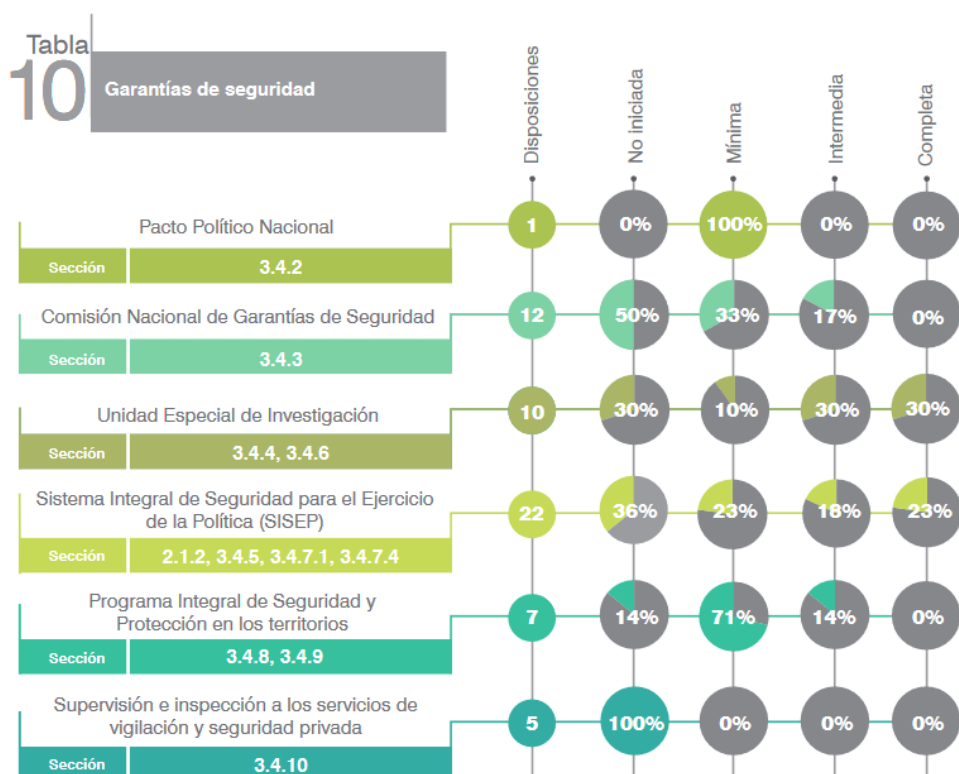 Tabla
10
Garantías de seguridad
Disposiciones
No iniciada
Mínima
Intermedia
Completa
Pacto Político Nacional
Sección 3.4.2
1 0% 100% 0% 0%
Comisión Nacional de Garantías de Seguridad
Sección 3.4.3
12 50% 33% 17% 0%
Unidad Especial de Investigación
Sección 3.4.4, 3.4.6
10 30% 10% 30% 30%
Sistema Integral de Seguridad para el Ejercicio
de la Política (SISEP)
Sección 2.1.2, 3.4.5, 3.4.7.1, 3.4.7.4
22 36% 23% 18% 23%
Programa Integral de Seguridad y
Protección en los territorios
Sección 3.4.8, 3.4.9
7 14% 71% 14% 0%
Supervisión e inspección a los servicios de
vigilación y seguridad privada
Sección 3.4.10
5 100% 0% 0% 0%